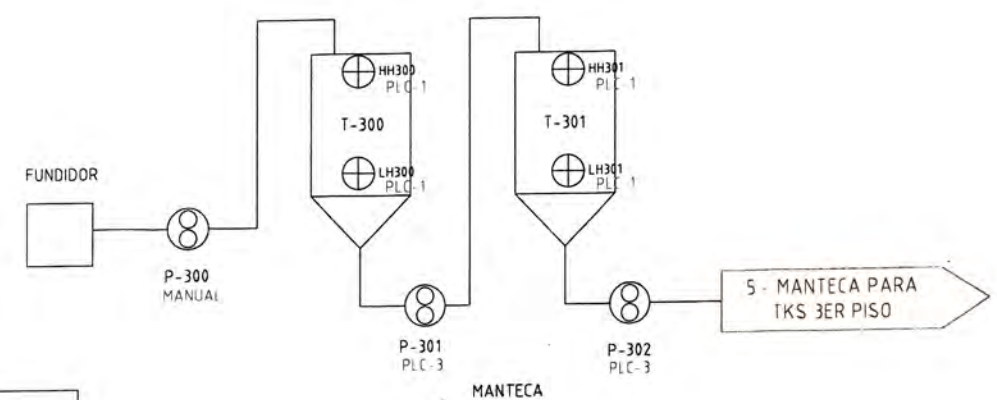 HH300
PLC-1
HH301
PLC-1
T-300
T-301
LH300
PLC-1
LH301
PLC-1
FUNDIDOR
P-300
MANUAL
5 - MANTECA PARA
TKS 3ER PISO
P-301
PLC-3
P-302
PLC-3
MANTECA